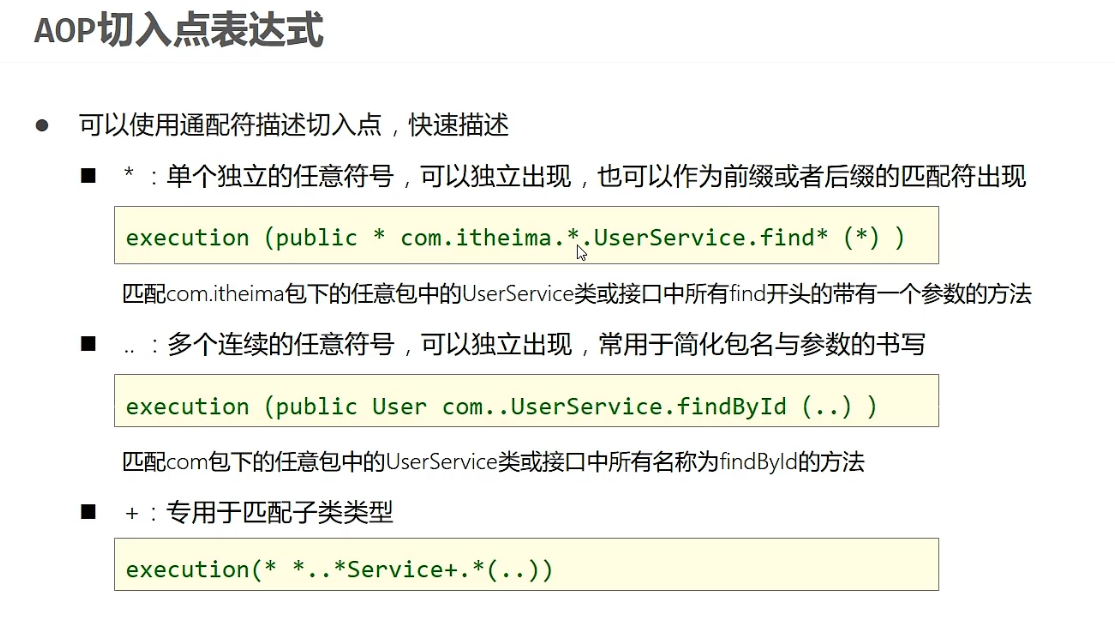 AOP切入点表达式
● 可以使用通配符描述切入点，快速描述
■ * ：单个独立的任意符号，可以独立出现，也可以作为前缀或者后缀的匹配符出现
execution (public * com.itheima.*.UserService.find* (*) )
匹配com.itheima包下的任意包中的UserService类或接口中所有find开头的带有一个参数的方法
■ .. ：多个连续的任意符号，可以独立出现，常用于简化包名与参数的书写
execution (public User com..UserService.findById (..) )
匹配com包下的任意包中的UserService类或接口中所有名称为findById的方法
■ +：专用于匹配子类类型
execution(* *..*Service+.*(..))